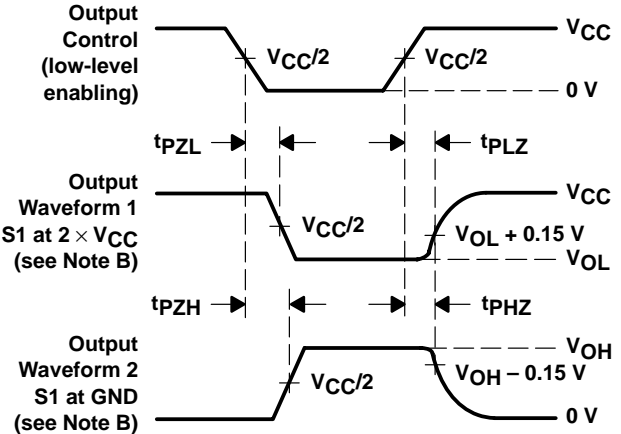 Output
Control
(low-level
enabling)
VCC/2
VCC/2
VCC
0 V
tPZL
tPLZ
Output
Waveform 1
S1 at 2 × VCC
(see Note B)
VCC/2
VCC
VOL + 0.15 V
VOL
tPZH
tPHZ
Output
Waveform 2
S1 at GND
(see Note B)
VCC/2
VOH
VOH – 0.15 V
0 V